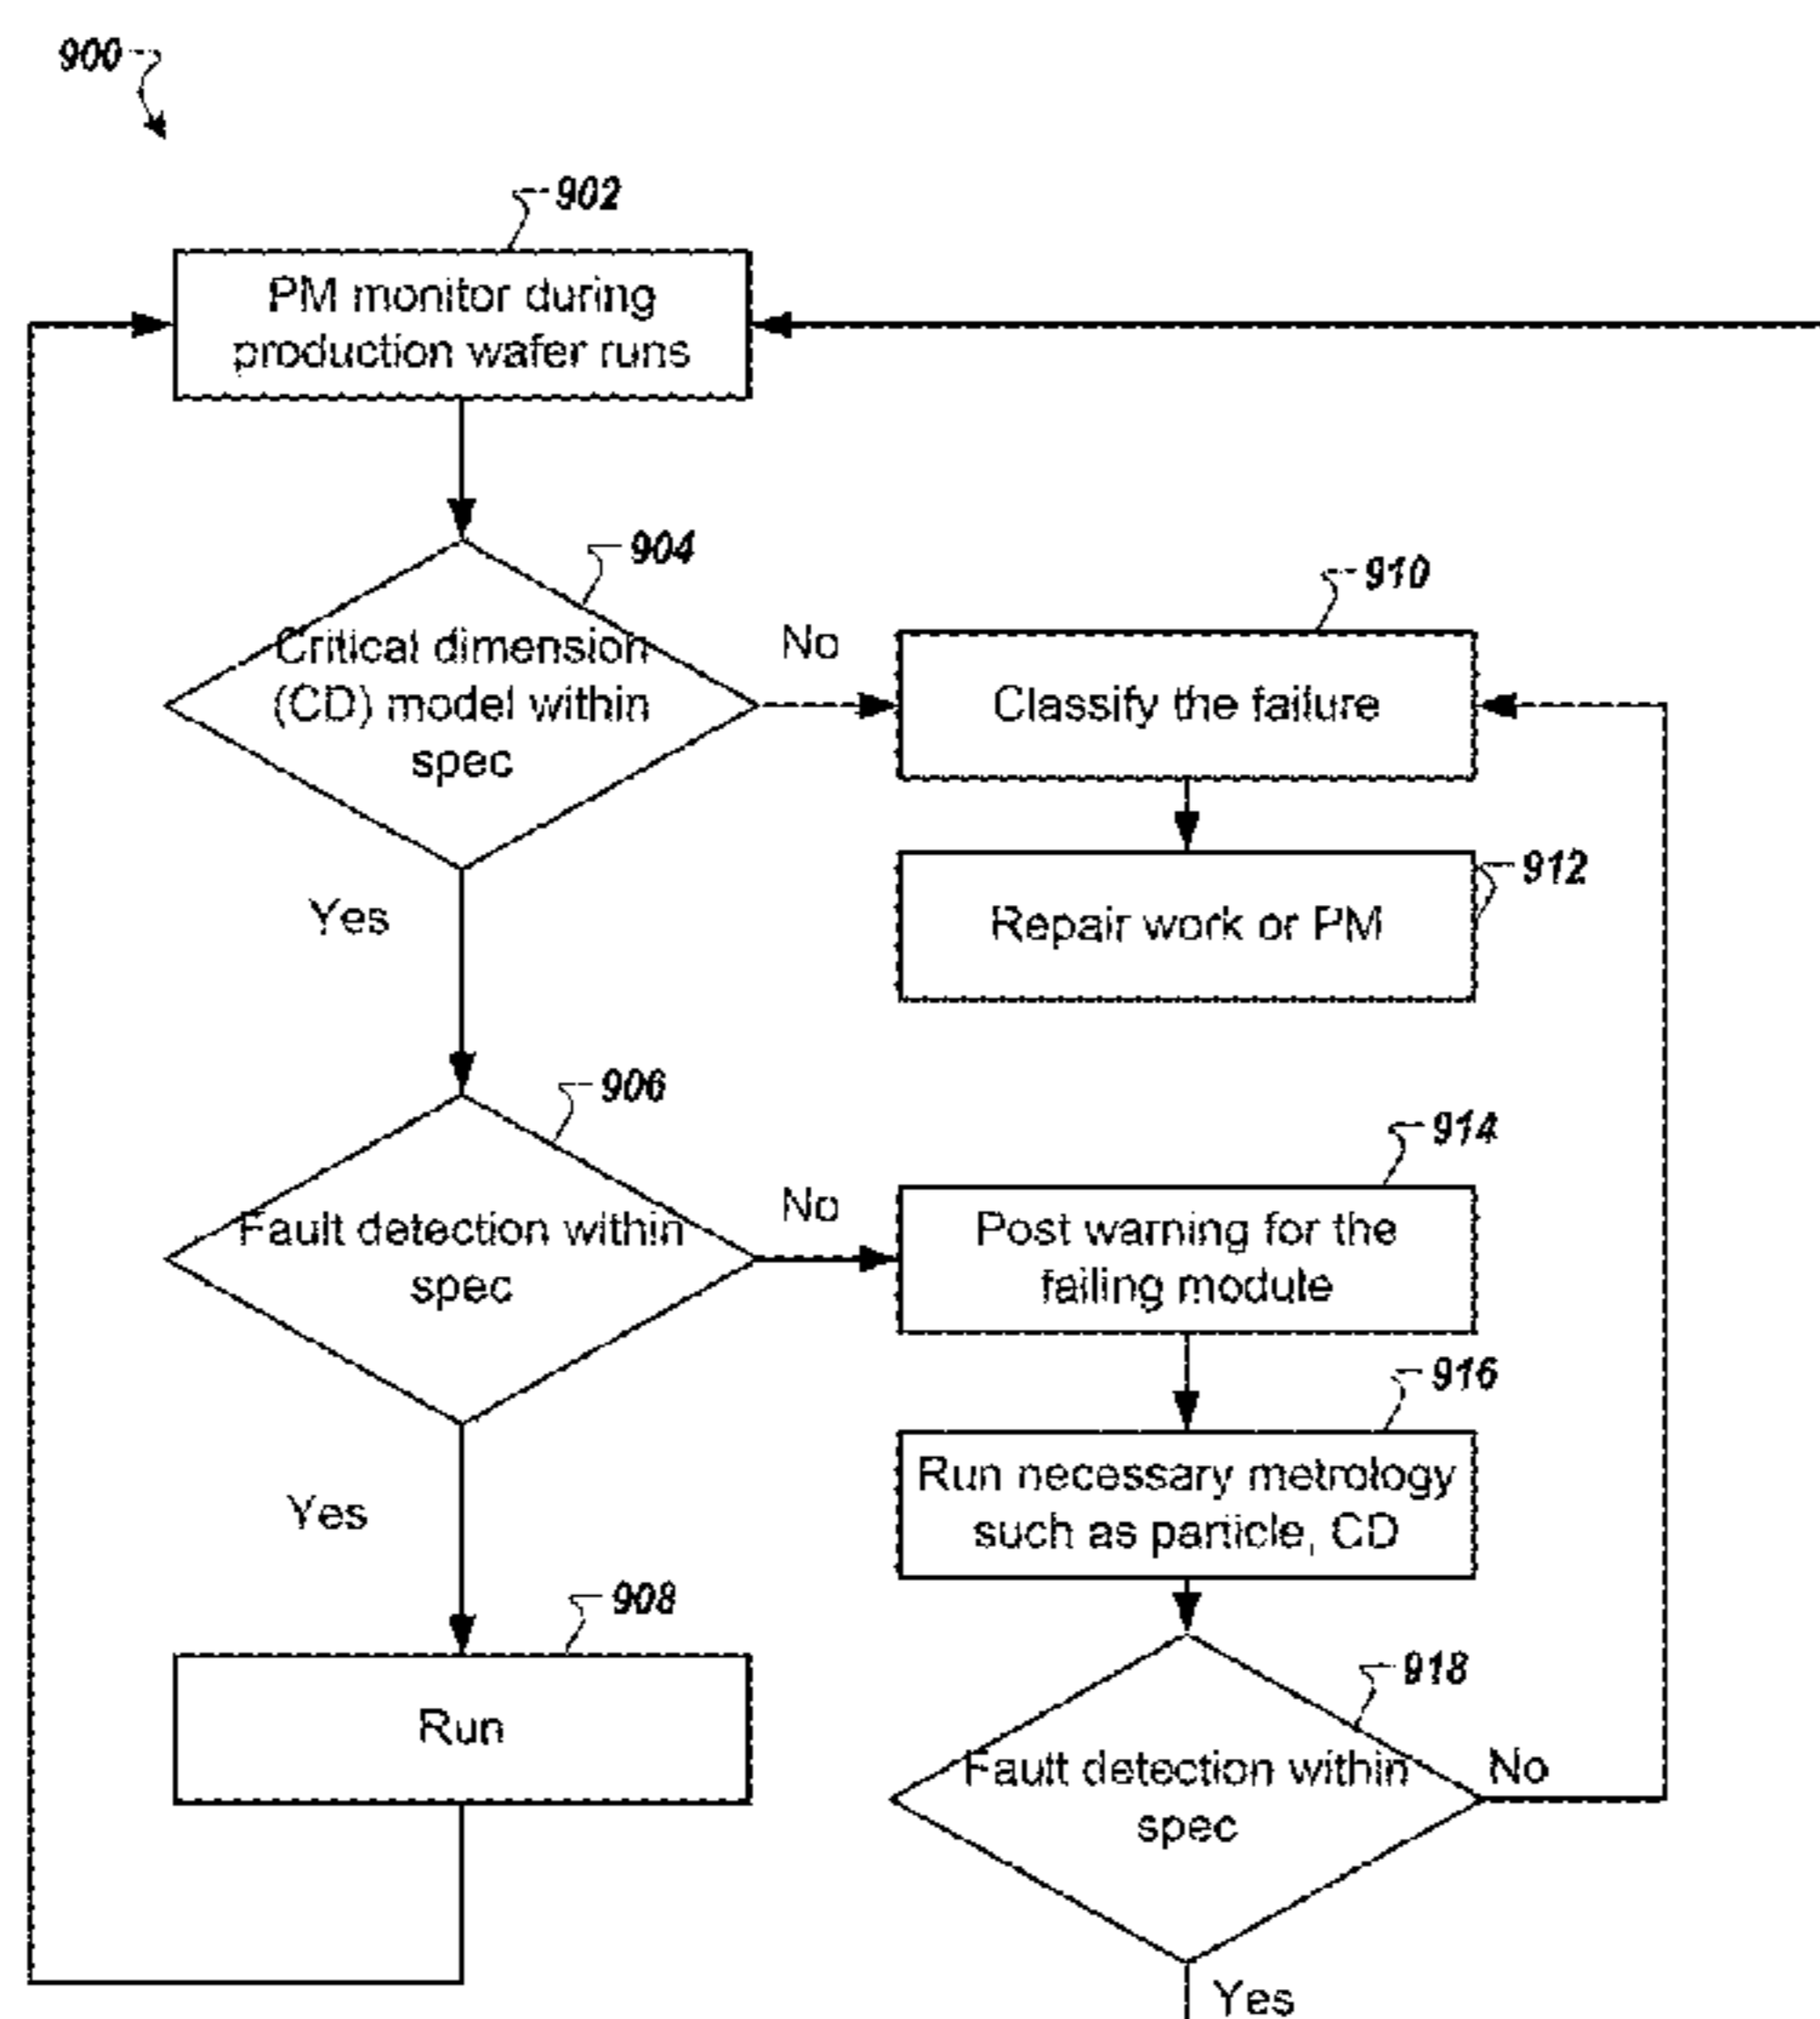 900
902
PM monitor during
production wafer runs
904
Critical dimension
(CD) model within
spec
No
910
Classify the failure
912
Repair work or PM
Yes
906
Fault detection within
spec
No
914
Post warning for the
failing module
916
Run necessary metrology
such as particle, CD
Yes
908
Run
918
Fault detection within
spec
No
Yes